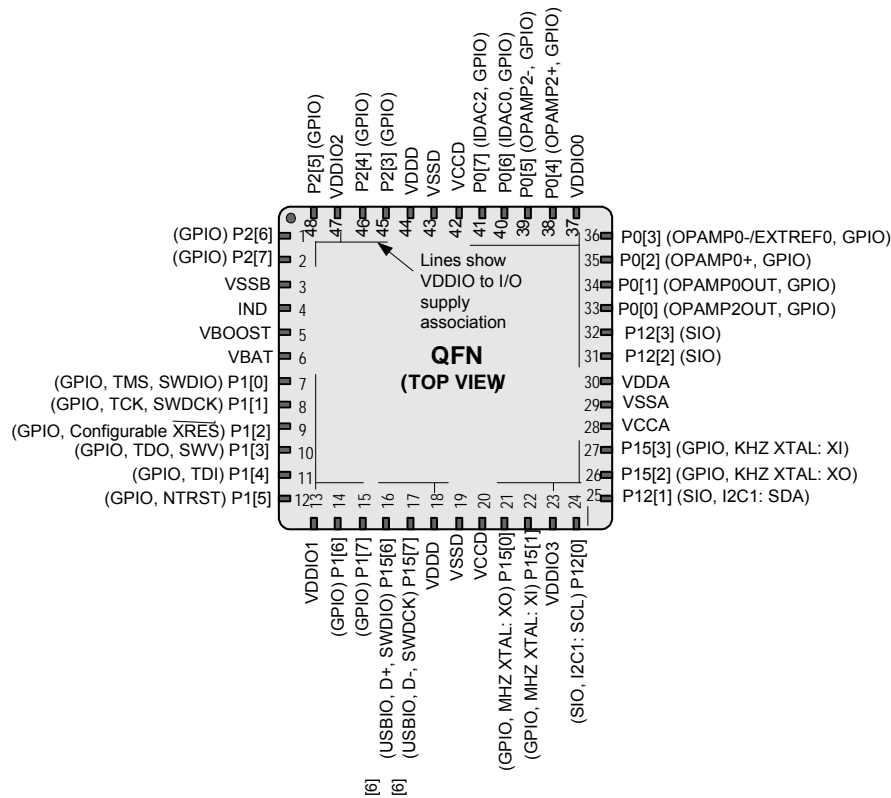 P2[5] (GPIO)
VDDIO2
P2[4] (GPIO)
P2[3] (GPIO)
VDDD
VSSD
VCCD
P0[7] (IDAC2, GPIO)
P0[6] (IDAC0, GPIO)
P0[5] (OPAMP2-, GPIO)
P0[4] (OPAMP2+, GPIO)
VDDIO0
48
47
46
45
44
43
42
41
40
39
38
37
(GPIO) P2[6]
1
(GPIO) P2[7]
2
VSSB
3
IND
4
VBOOST
5
VBAT
6
(GPIO, TMS, SWDIO) P1[0]
7
(GPIO, TCK, SWDCK) P1[1]
8
(GPIO, Configurable XRES) P1[2]
9
(GPIO, TDO, SWV) P1[3]
10
(GPIO, TDI) P1[4]
11
(GPIO, NTRST) P1[5]
12
Lines show
VDDIO to I/O
supply
association
QFN
(TOP VIEW)
36
P0[3] (OPAMP0-/EXTREF0, GPIO)
35
P0[2] (OPAMP0+, GPIO)
34
P0[1] (OPAMP0OUT, GPIO)
33
P0[0] (OPAMP2OUT, GPIO)
32
P12[3] (SIO)
31
P12[2] (SIO)
30
VDDA
29
VSSA
28
VCCA
27
P15[3] (GPIO, KHZ XTAL: XI)
26
P15[2] (GPIO, KHZ XTAL: XO)
25
P12[1] (SIO, I2C1: SDA)
13
14
15
16
17
18
19
20
21
22
23
24
VDDIO1
(GPIO) P1[6]
(GPIO) P1[7]
(USBIO, D+, SWDIO) P15[6]
(USBIO, D-, SWDCK) P15[7]
VDDD
VSSD
VCCD
(GPIO, MHZ XTAL: XO) P15[0]
(GPIO, MHZ XTAL: XI) P15[1]
VDDIO3
(SIO, I2C1: SCL) P12[0]
[6]
[6]